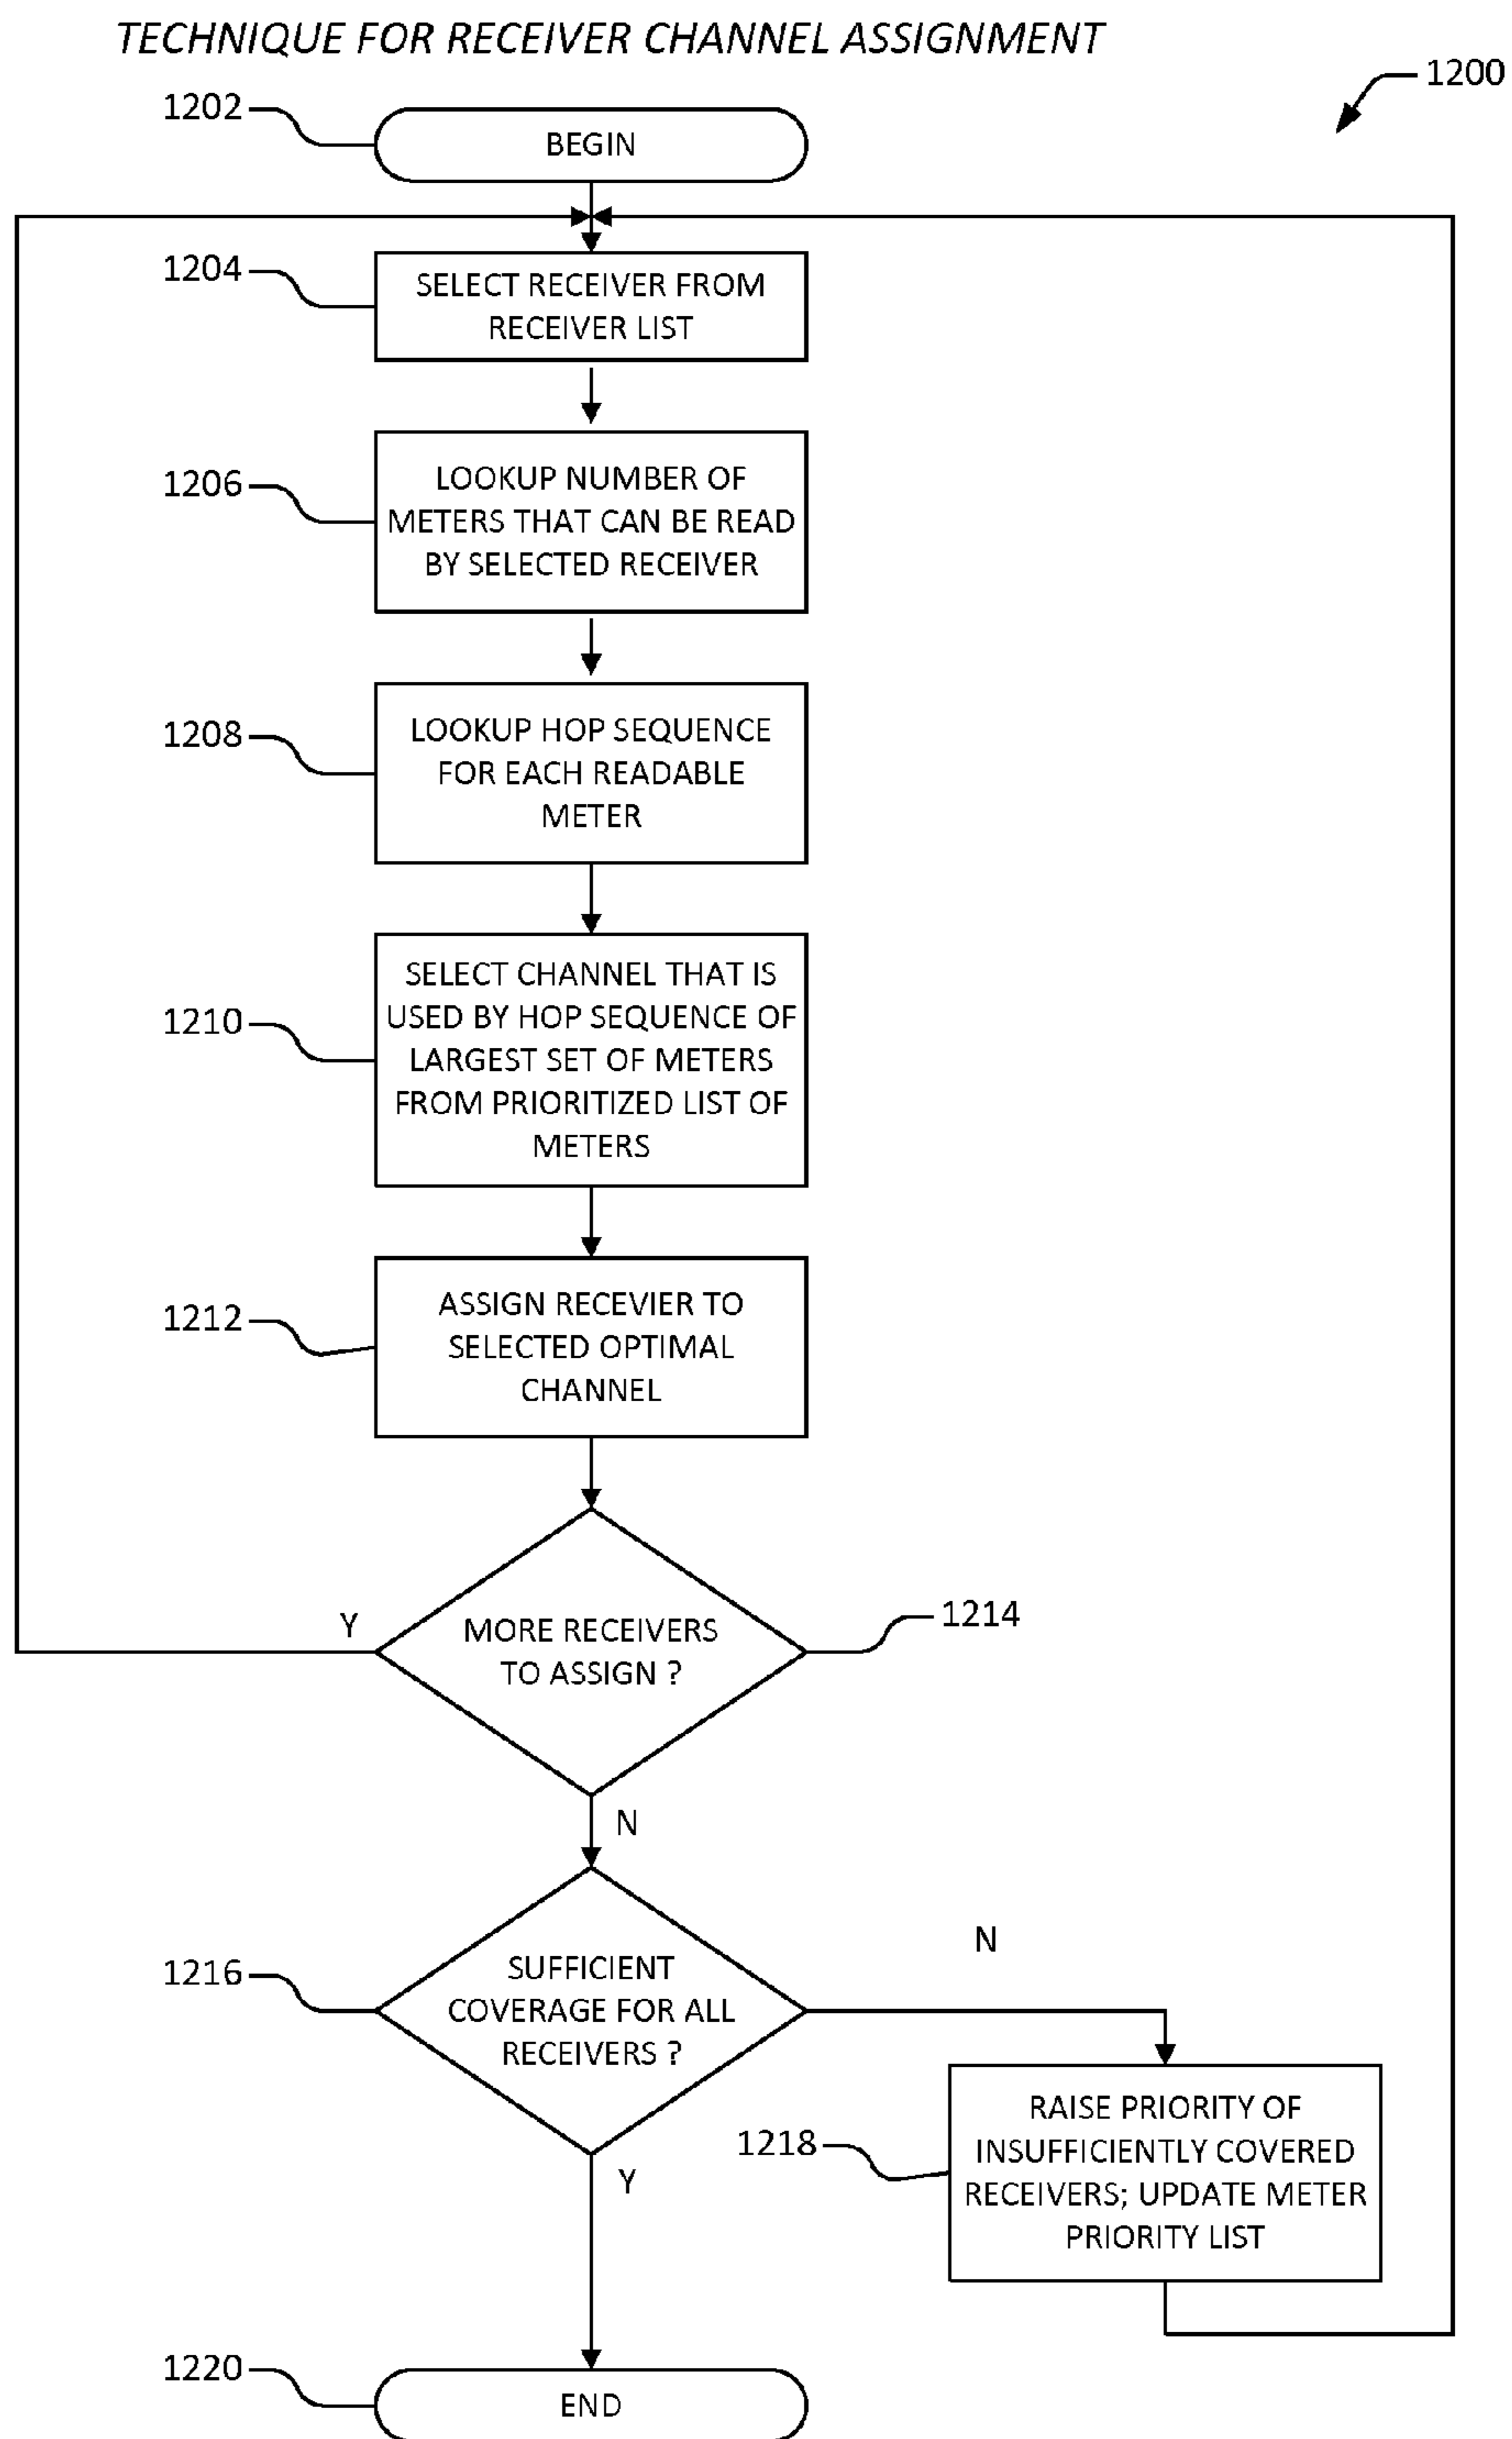 TECHNIQUE FOR RECEIVER CHANNEL ASSIGNMENT
1200
1202
BEGIN
1204
SELECT RECEIVER FROM
RECEIVER LIST
1206
LOOKUP NUMBER OF
METERS THAT CAN BE READ
BY SELECTED RECEIVER
1208
LOOKUP HOP SEQUENCE
FOR EACH READABLE
METER
1210
SELECT CHANNEL THAT IS
USED BY HOP SEQUENCE OF
LARGEST SET OF METERS
FROM PRIORITIZED LIST OF
METERS
1212
ASSIGN RECEVIER TO
SELECTED OPTIMAL
CHANNEL
1214
Y
MORE RECEIVERS
TO ASSIGN ?
N
1216
SUFFICIENT
COVERAGE FOR ALL
RECEIVERS ?
N
Y
1218
RAISE PRIORITY OF
INSUFFICIENTLY COVERED
RECEIVERS; UPDATE METER
PRIORITY LIST
1220
END